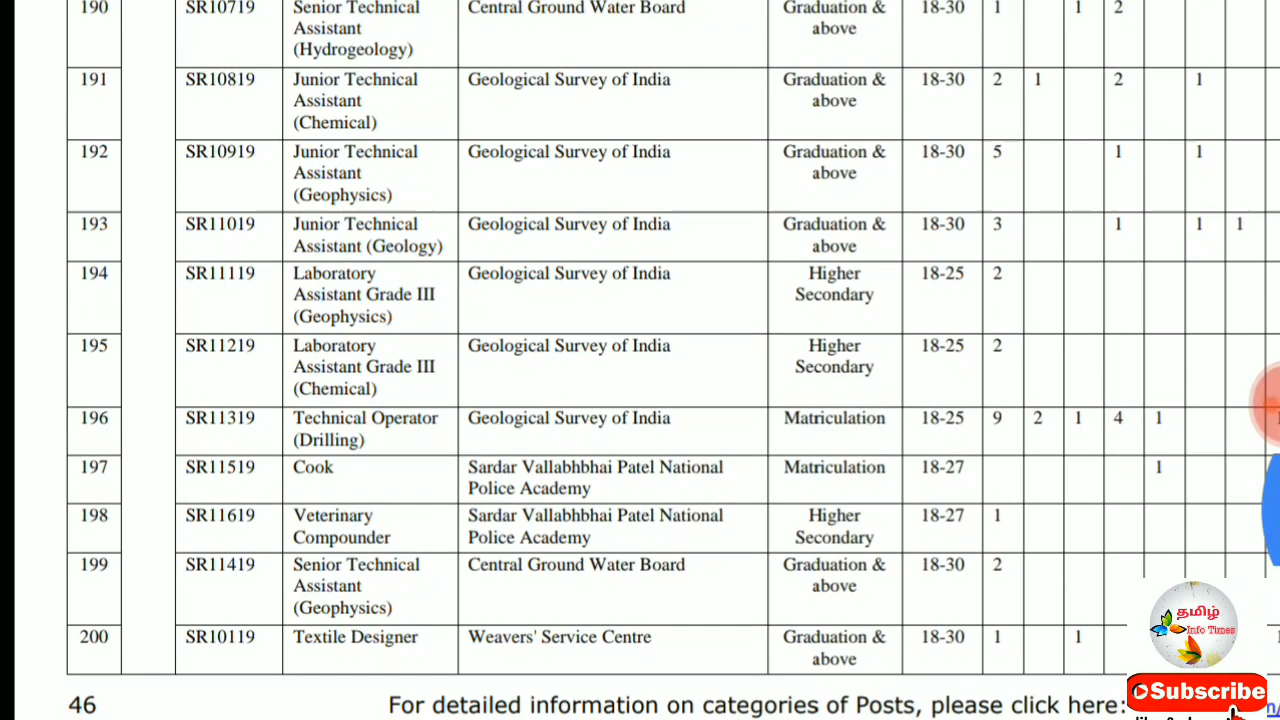 190 SR10719 Senior Technical Central Ground Water Board Graduation & 18-30 1 1 2
Assistant above
(Hydrogeology)
191 SR10819 Junior Technical Geological Survey of India Graduation & 18-30 2 1 2 1
Assistant above
(Chemical)
192 SR10919 Junior Technical Geological Survey of India Graduation & 18-30 5 1 1
Assistant above
(Geophysics)
193 SR11019 Junior Technical Geological Survey of India Graduation & 18-30 3 1 1 1
Assistant (Geology) above
194 SR11119 Laboratory Geological Survey of India Higher 18-25 2
Assistant Grade III Secondary
(Geophysics)
195 SR11219 Laboratory Geological Survey of India Higher 18-25 2
Assistant Grade III Secondary
(Chemical)
196 SR11319 Technical Operator Geological Survey of India Matriculation 18-25 9 2 1 4 1
(Drilling)
197 SR11519 Cook Sardar Vallabhbhai Patel National Matriculation 18-27 1
Police Academy
198 SR11619 Veterinary Sardar Vallabhbhai Patel National Higher 18-27 1
Compounder Police Academy Secondary
199 SR11419 Senior Technical Central Ground Water Board Graduation & 18-30 2
Assistant above
(Geophysics)
200 SR10119 Textile Designer Weavers' Service Centre Graduation & 18-30 1 1
above
தமிழ்
Info Times
Subscribe
46 For detailed information on categories of Posts, please click here: